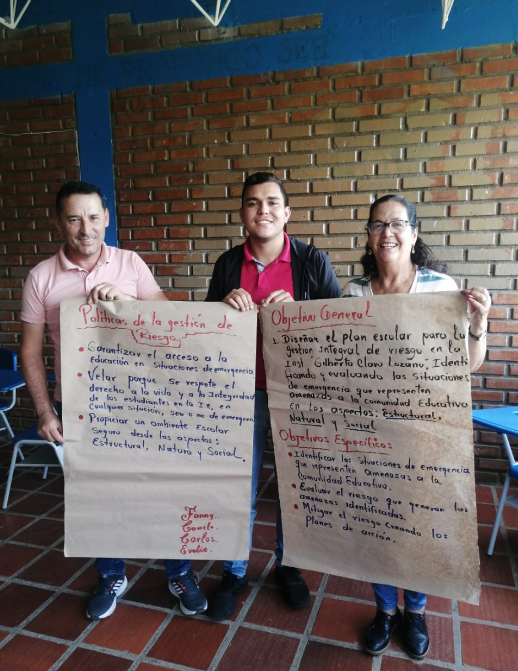 Políticas de la gestión de
Riesgo
• Garantizar el acceso a la
Educación en Situaciones de emergencia
• Velar porque se respete el
derecho a la vida y a la Integridad
de los estudiantes en la IE, en
Cualquier Situción, sea o no de emergencia
• Propiciar un ambiente Escolar
Seguro desde los aspectos:
Estructural, Natural y Social.
Fanny
Camilo
Carlos
Evelio
Objetivo General
1. Diseñar el plan escolar para la
Gestión Integral de riesgo en la
Inst. Gilberto Claro Lozano, Identi
ficando y evaluando las Situaciones
de emergencia que representen
amenazas a la comunidad Educativa
en los aspectos: Estructural,
Natural y Social
Objetivos Específicos
• Identificar las situaciones de emergencia
que representen amenazas a la
Comunidad Educativa.
• Evaluar el riesgo que generan las
amenazas identificadas.
• Mitigar el riesgo creando los
planes de acción.